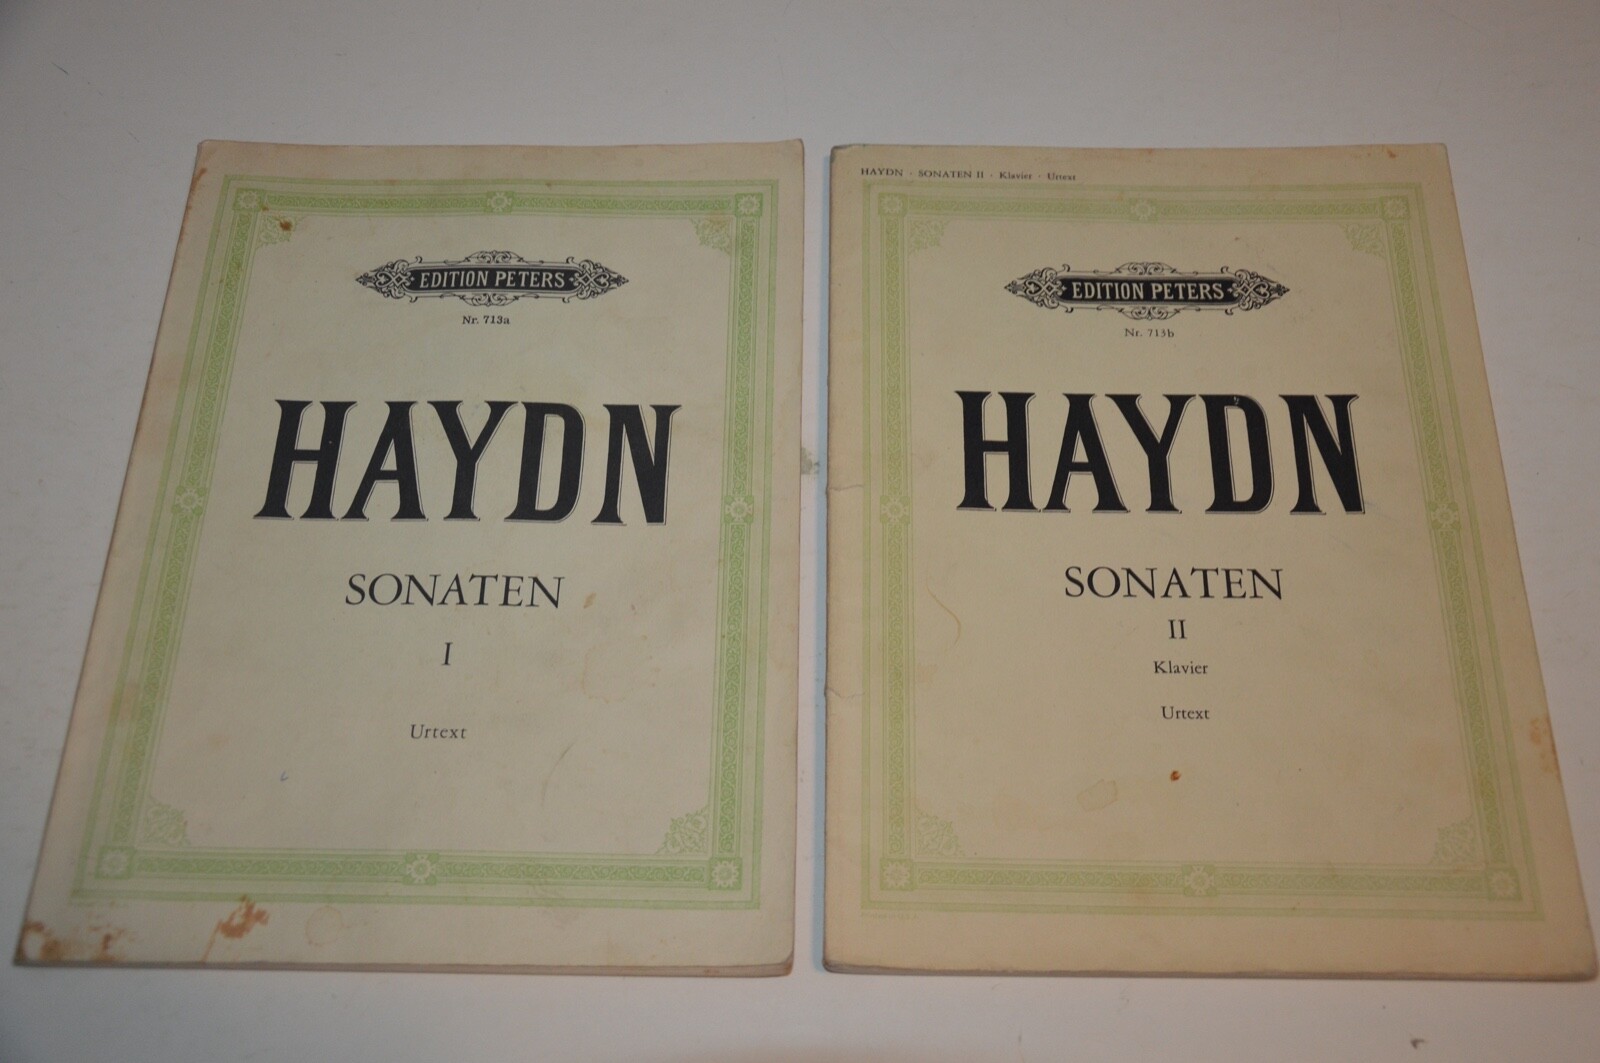 EDITION PETERS
Nr. 713a
HAYDN
SONATEN
I
Urtext
HAYDN · SONATEN II · Klavier · Urtext
EDITION PETERS
Nr. 713b
HAYDN
SONATEN
II
Klavier
Urtext